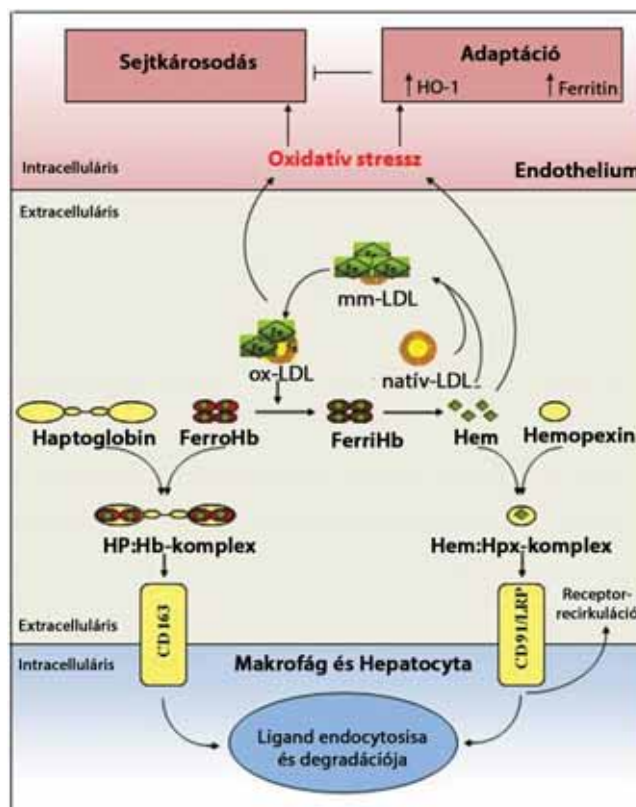 Sejtkárosodás
Adaptáció
↑ HO-1 ↑ Ferritin
Oxidatív stressz
Intracelluláris
Endothelium
Extracelluláris
mm-LDL
ox-LDL
natív-LDL
Haptoglobin
FerroHb
FerriHb
Hem
Hemopexin
HP:Hb-komplex
Hem:Hpx-komplex
CD163
CD91/LRP
Receptor-
recirkuláció
Extracelluláris
Intracelluláris
Makrofág és Hepatocyta
Ligand endocytosisa
és degradációja